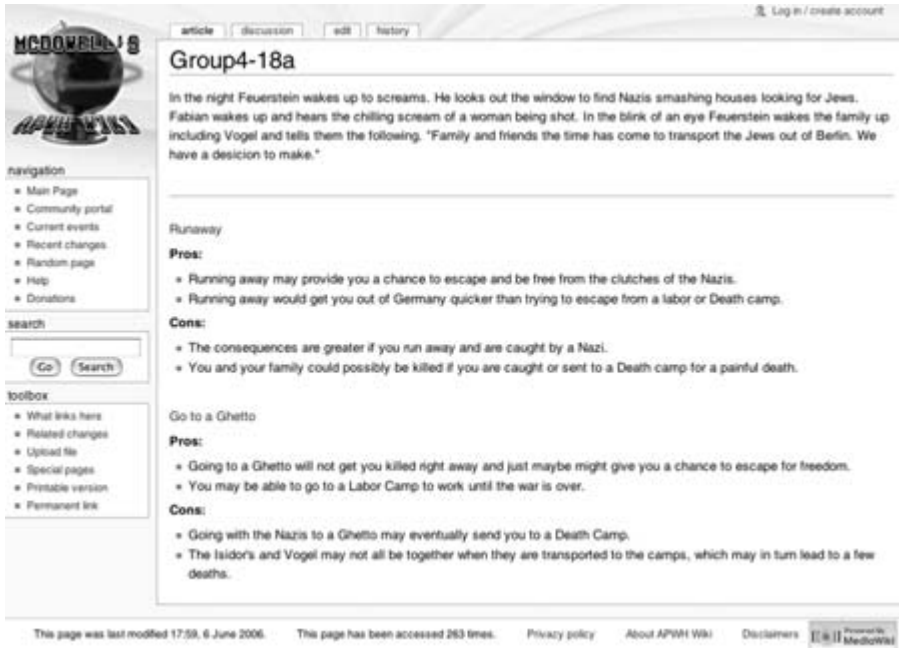 Log in / create account
article
discussion
edit
history
MCDOWELL'S
APWH WIKI
Group4-18a
In the night Feuerstein wakes up to screams. He looks out the window to find Nazis smashing houses looking for Jews.
Fabian wakes up and hears the chilling scream of a woman being shot. In the blink of an eye Feuerstein wakes the family up
including Vogel and tells them the following. "Family and friends the time has come to transport the Jews out of Berlin. We
have a desicion to make."
navigation
Main Page
Community portal
Current events
Recent changes
Random page
Help
Donations
search
Go
Search
toolbox
What links here
Related changes
Upload file
Special pages
Printable version
Permanent link
Runaway
Pros:
Running away may provide you a chance to escape and be free from the clutches of the Nazis.
Running away would get you out of Germany quicker than trying to escape from a labor or Death camp.
Cons:
The consequences are greater if you run away and are caught by a Nazi.
You and your family could possibly be killed if you are caught or sent to a Death camp for a painful death.
Go to a Ghetto
Pros:
Going to a Ghetto will not get you killed right away and just maybe might give you a chance to escape for freedom.
You may be able to go to a Labor Camp to work until the war is over.
Cons:
Going with the Nazis to a Ghetto may eventually send you to a Death Camp.
The Isidor's and Vogel may not all be together when they are transported to the camps, which may in turn lead to a few
deaths.
This page was last modified 17:59, 6 June 2006.
This page has been accessed 263 times.
Privacy policy
About APWH Wiki
Disclaimers
Powered By
MediaWiki